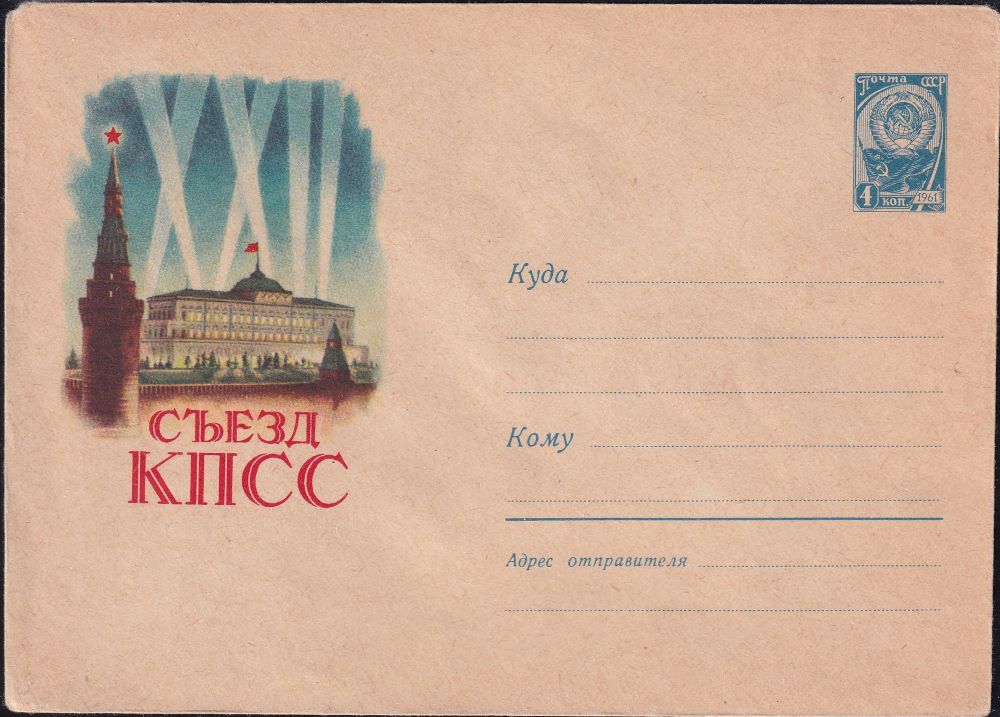 XXII
СЪЕЗД
КПСС
Почта СССР
4 КОП. 1961
Куда
Кому
Адрес отправителя